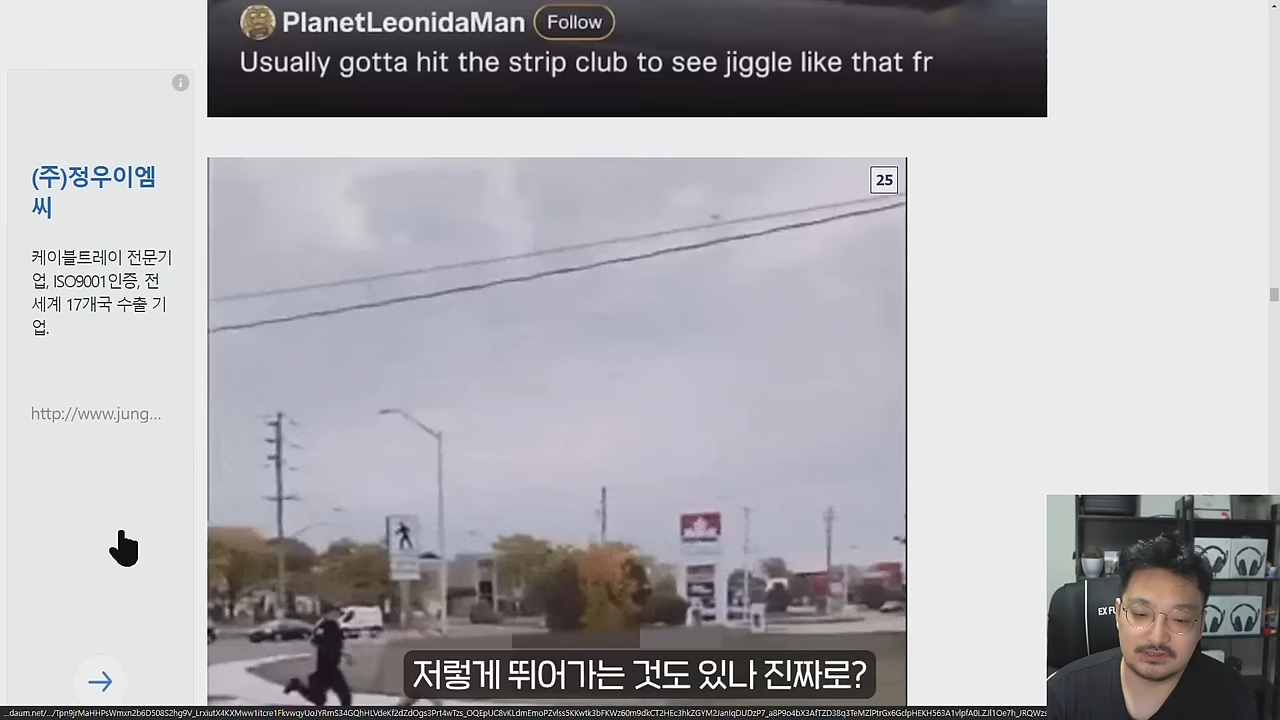 PlanetLeonidaMan
Follow
Usually gotta hit the strip club to see jiggle like that fr
(주)정우이엠
씨
케이블트레이 전문기
업, ISO9001인증, 전
세계 17개국 수출 기
업.
http://www.jung...
25
저렇게 뛰어가는 것도 있나 진짜로?
EX FU